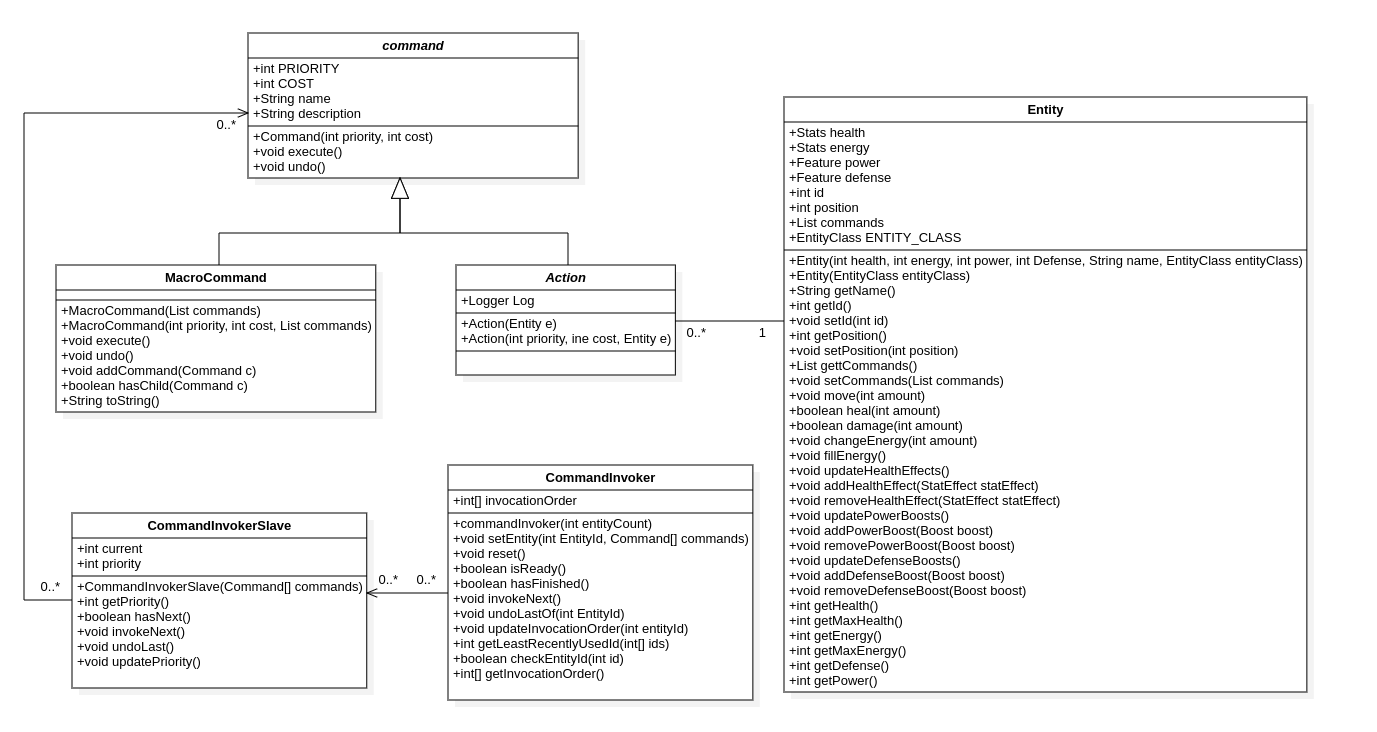 command
+int PRIORITY
+int COST
+String name
+String description
+Command(int priority, int cost)
+void execute()
+void undo()
0..*
MacroCommand
+MacroCommand(List commands)
+MacroCommand(int priority, int cost, List commands)
+void execute()
+void undo()
+void addCommand(Command c)
+boolean hasChild(Command c)
+String toString()
Action
+Logger Log
+Action(Entity e)
+Action(int priority, ine cost, Entity e)
0..*
1
Entity
+Stats health
+Stats energy
+Feature power
+Feature defense
+int id
+int position
+List commands
+EntityClass ENTITY_CLASS
+Entity(int health, int energy, int power, int Defense, String name, EntityClass entityClass)
+Entity(EntityClass entityClass)
+String getName()
+int getId()
+void setId(int id)
+int getPosition()
+void setPosition(int position)
+List gettCommands()
+void setCommands(List commands)
+void move(int amount)
+boolean heal(int amount)
+boolean damage(int amount)
+void changeEnergy(int amount)
+void fillEnergy()
+void updateHealthEffects()
+void addHealthEffect(StatEffect statEffect)
+void removeHealthEffect(StatEffect statEffect)
+void updatePowerBoosts()
+void addPowerBoost(Boost boost)
+void removePowerBoost(Boost boost)
+void updateDefenseBoosts()
+void addDefenseBoost(Boost boost)
+void removeDefenseBoost(Boost boost)
+int getHealth()
+int getMaxHealth()
+int getEnergy()
+int getMaxEnergy()
+int getDefense()
+int getPower()
CommandInvokerSlave
+int current
+int priority
+CommandInvokerSlave(Command[] commands)
+int getPriority()
+boolean hasNext()
+void invokeNext()
+void undoLast()
+void updatePriority()
0..*
0..*
0..*
CommandInvoker
+int[] invocationOrder
+commandInvoker(int entityCount)
+void setEntity(int EntityId, Command[] commands)
+void reset()
+boolean isReady()
+boolean hasFinished()
+void invokeNext()
+void undoLastOf(int EntityId)
+void updateInvocationOrder(int entityId)
+int getLeastRecentlyUsedId(int[] ids)
+boolean checkEntityId(int id)
+int[] getInvocationOrder()